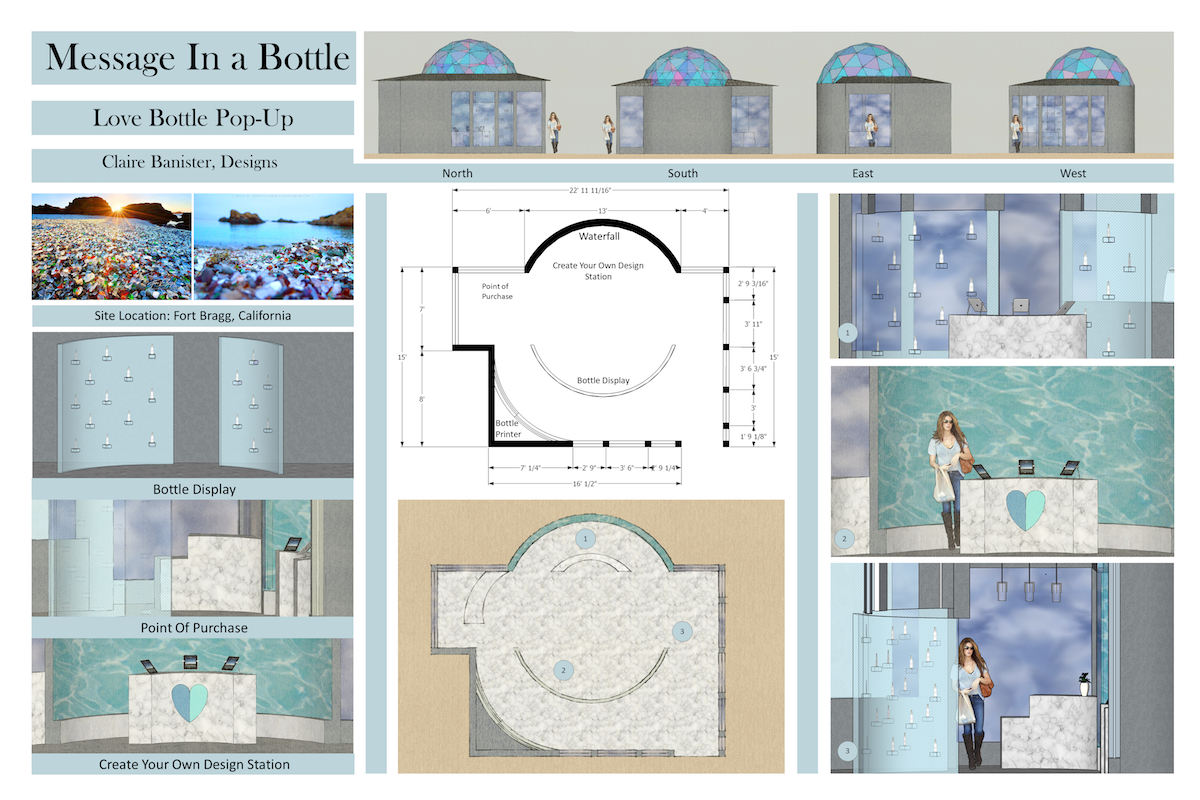 Message In a Bottle
Love Bottle Pop-Up
Claire Banister, Designs
North
South
East
West
Site Location: Fort Bragg, California
Bottle Display
Point Of Purchase
Create Your Own Design Station
22' 11 11/16"
6'
13'
4'
Waterfall
Create Your Own Design
Station
Point of
Purchase
7'
15'
8'
2' 9 3/16"
3' 11"
3' 6 3/4"
15'
3'
1' 9 1/8"
Bottle Display
Bottle
Printer
7' 1/4"
2' 9"
3' 6"
16' 1/2"
1
2
3
1
2
3